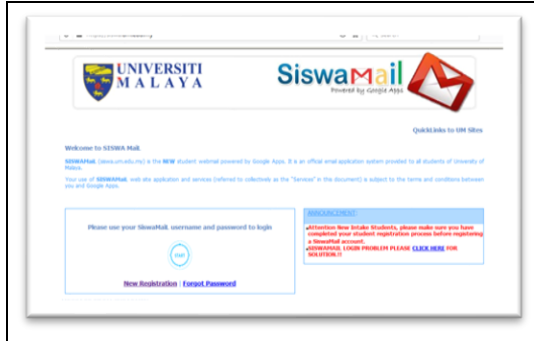 UNIVERSITI
MALAYA
SiswaMail
Powered by Google Apps
QuickLinks to UM Sites
Welcome to SISWA Mail.
SISWAMail (siswa.um.edu.my) is the NEW student webmail powered by Google Apps. It is an official email application system provided to all students of University of
Malaya.
Your use of SISWAMail, web site application and services (referred to collectively as the "Services" in this document) is subject to the terms and conditions between
you and Google Apps.
Please use your SiswaMail username and password to login
ANNOUNCEMENT:
Attention New Intake Students, please make sure you have
completed your student registration process before registering
a SiswaMail account.
SISWAMAIL LOGIN PROBLEM PLEASE CLICK HERE FOR
SOLUTION.!!
New Registration | Forgot Password